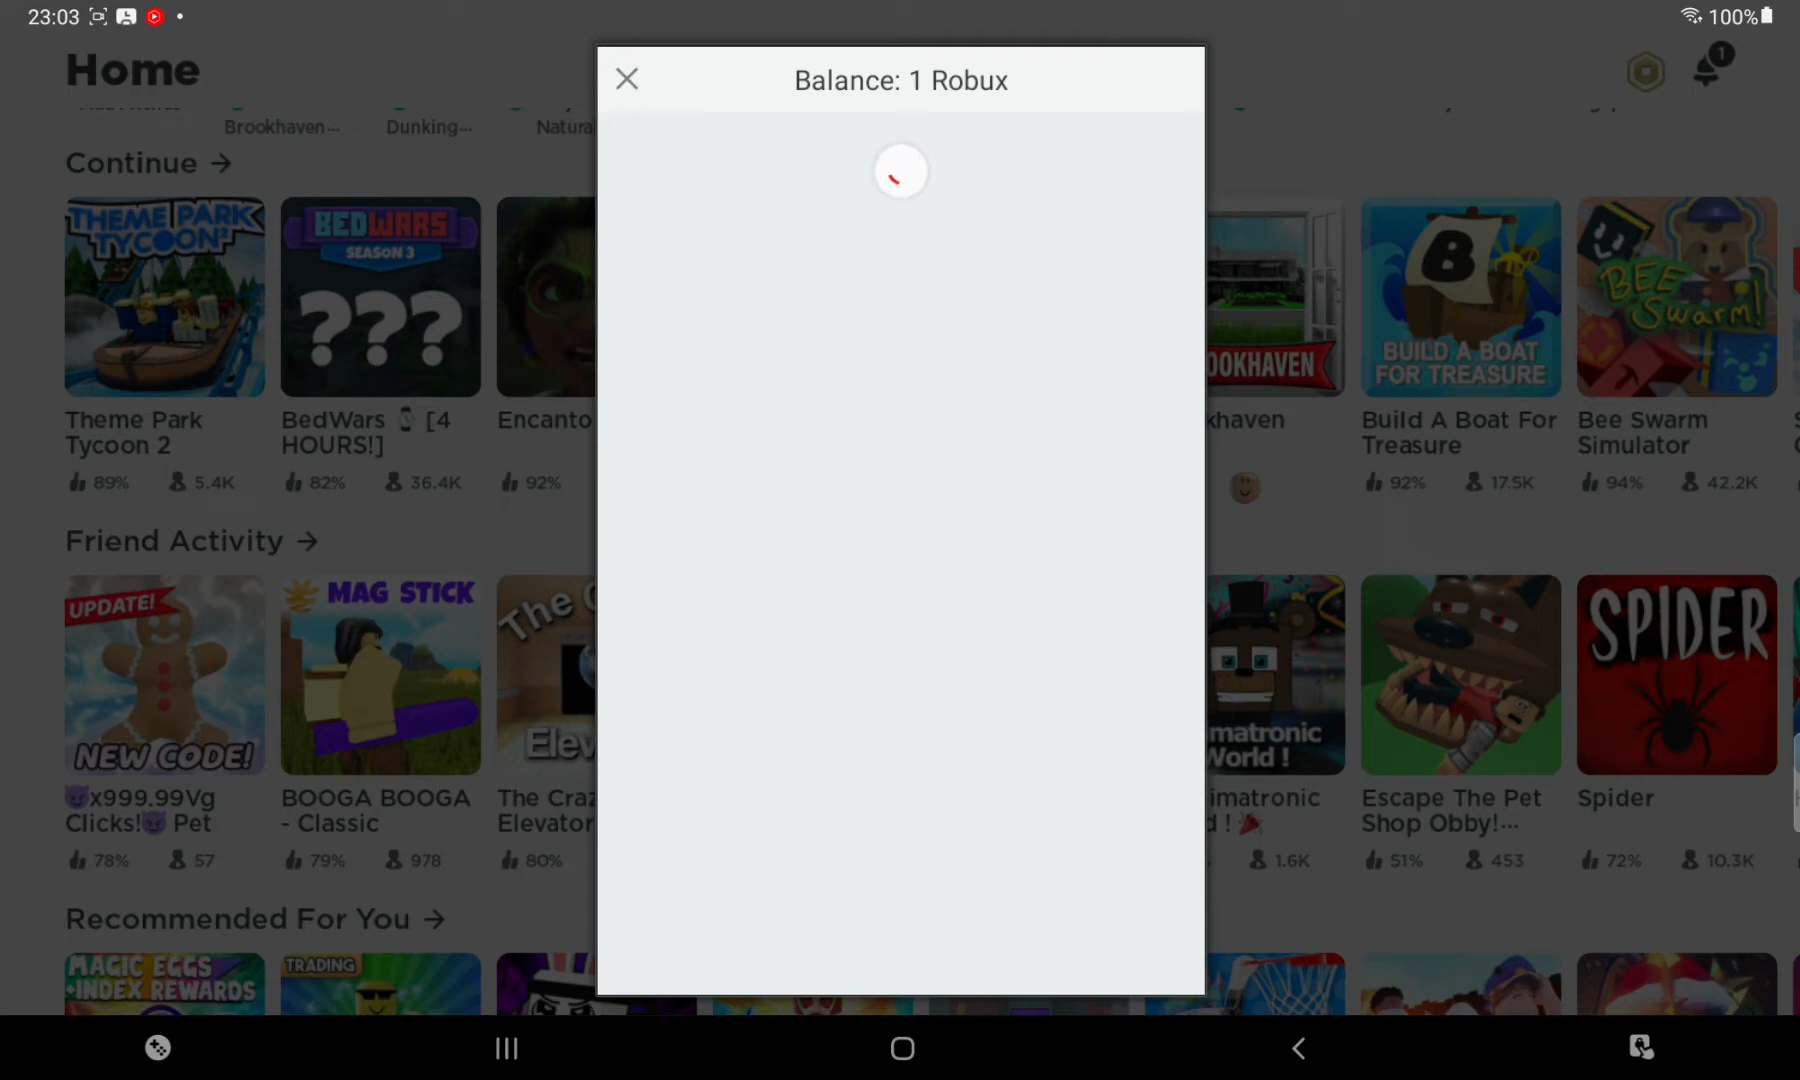 23:03
100%
Home
1
Balance: 1 Robux
Brookhaven...
Dunking...
Natura
Continue →
THEME PARK
TYCOON 2
BEDWARS
SEASON 3
???
OOKHAVEN
B
BUILD A BOAT
FOR TREASURE
BEE
SWARM!
Theme Park
Tycoon 2
BedWars ⌚ [4
HOURS!]
Encanto
khaven
Build A Boat For
Treasure
Bee Swarm
Simulator
89% 5.4K
82% 36.4K
92%
92% 17.5K
94% 42.2K
Friend Activity →
UPDATE!
NEW CODE!
MAG STICK
The C
Elev
matronic
World !
SPIDER
😈x999.99Vg
Clicks!😈 Pet
BOOGA BOOGA
- Classic
The Craz
Elevator
imatronic
d ! 🎉
Escape The Pet
Shop Obby!...
Spider
78% 57
79% 978
80%
1.6K
51% 453
72% 10.3K
Recommended For You →
MAGIC EGGS
+INDEX REWARDS
TRADING